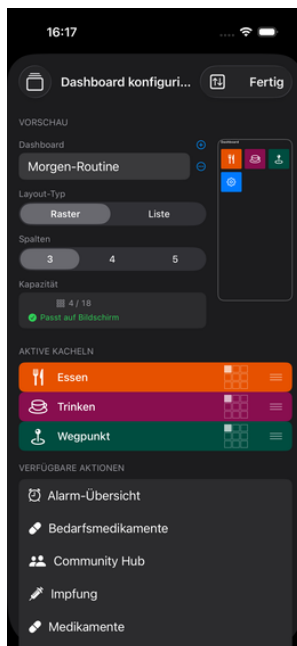 16:17
Dashboard konfiguri...
Fertig
VORSCHAU
Dashboard
Morgen-Routine
Dashboard
Layout-Typ
Raster
Liste
Spalten
3
4
5
Kapazität
4 / 18
Passt auf Bildschirm
AKTIVE KACHELN
Essen
Trinken
Wegpunkt
VERFÜGBARE AKTIONEN
Alarm-Übersicht
Bedarfsmedikamente
Community Hub
Impfung
Medikamente